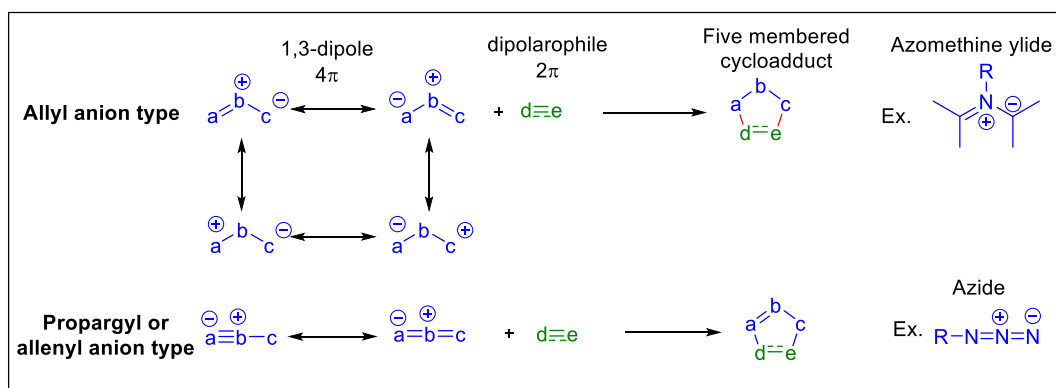 1,3-dipole
4π
dipolarophile
2π
Five membered
cycloadduct
Azomethine ylide
Allyl anion type
a=b⊕–c⊖ ↔ ⊖a–b⊕=c + d=e → a b c d e
Ex.
R
N
⊕ ⊖
⊕a–b–c⊖ ↔ ⊖a–b–c⊕
Propargyl or
allenyl anion type
⊖ ⊕
a≡b–c ↔
⊖ ⊕
a=b=c + d=e → a b c d e
Azide
Ex.
⊕ ⊖
R–N=N=N